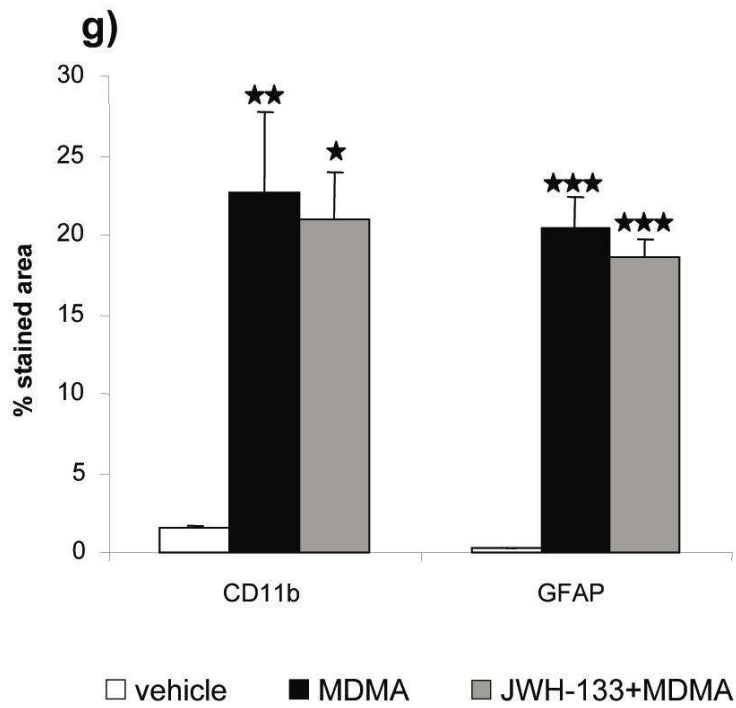 g)
30
★★
25
★
★★★
★★★
20
15
10
5
0
% stained area
CD11b GFAP
vehicle MDMA JWH-133+MDMA